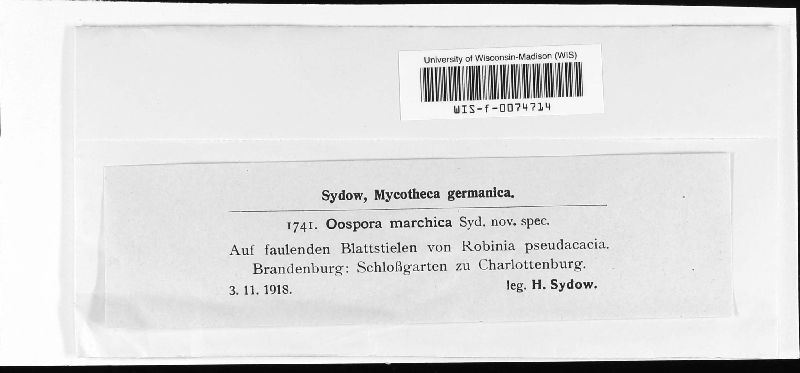 University of Wisconsin-Madison (WIS)
WIS-f-0074714
Sydow, Mycotheca germanica.
1741. Oospora marchica Syd. nov. spec.
Auf faulenden Blattstielen von Robinia pseudacacia.
Brandenburg: Schloßgarten zu Charlottenburg.
3. 11. 1918. leg. H. Sydow.